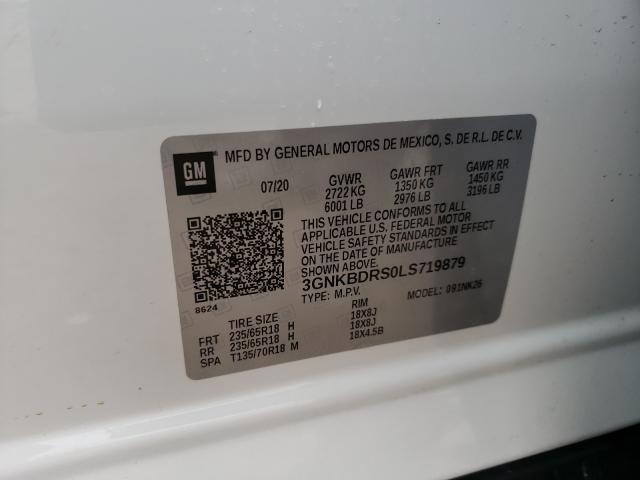 GM
MFD BY GENERAL MOTORS DE MEXICO, S. DE R.L. DE C.V.
07/20 GVWR GAWR FRT GAWR RR
2722 KG 1350 KG 1450 KG
6001 LB 2976 LB 3196 LB
THIS VEHICLE CONFORMS TO ALL
APPLICABLE U.S. FEDERAL MOTOR
VEHICLE SAFETY STANDARDS IN EFFECT
ON THE DATE OF MANUFACTURE
SHOWN ABOVE.
3GNKBDRS0LS719879
TYPE: M.P.V. MODEL: 091NK26
8624
TIRE SIZE RIM
FRT 235/65R18 H 18X8J
RR 235/65R18 H 18X8J
SPA T135/70R18 M 18X4.5B